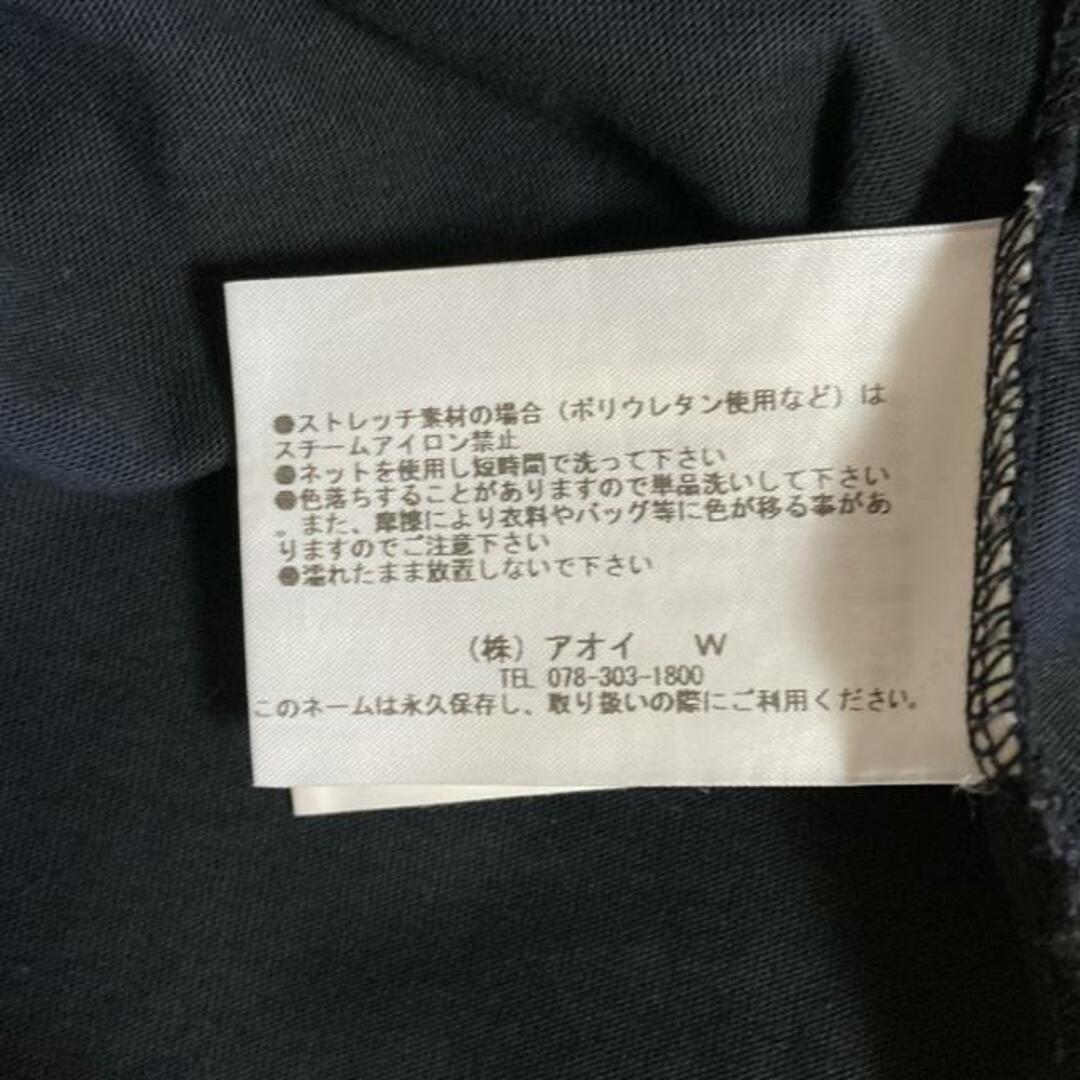 ●ストレッチ素材の場合（ポリウレタン使用など）は
スチームアイロン禁止
●ネットを使用し短時間で洗って下さい
●色落ちすることがありますので単品洗いして下さい
。また、摩擦により衣料やバッグ等に色が移る事があ
りますのでご注意下さい
●濡れたまま放置しないで下さい
（株）アオイ　W
TEL 078-303-1800
このネームは永久保存し、取り扱いの際にご利用ください。